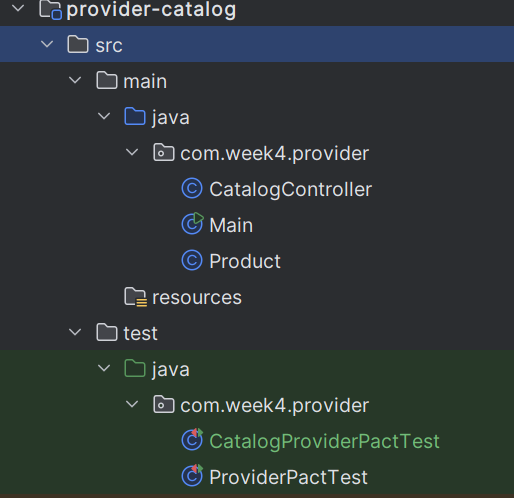 provider-catalog
src
main
java
com.week4.provider
CatalogController
Main
Product
resources
test
java
com.week4.provider
CatalogProviderPactTest
ProviderPactTest